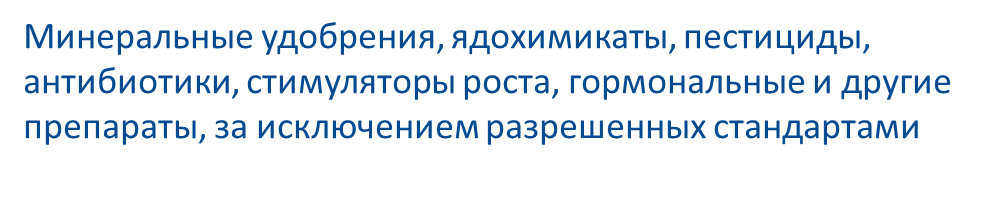 Минеральные удобрения, ядохимикаты, пестициды,
антибиотики, стимуляторы роста, гормональные и другие
препараты, за исключением разрешенных стандартами